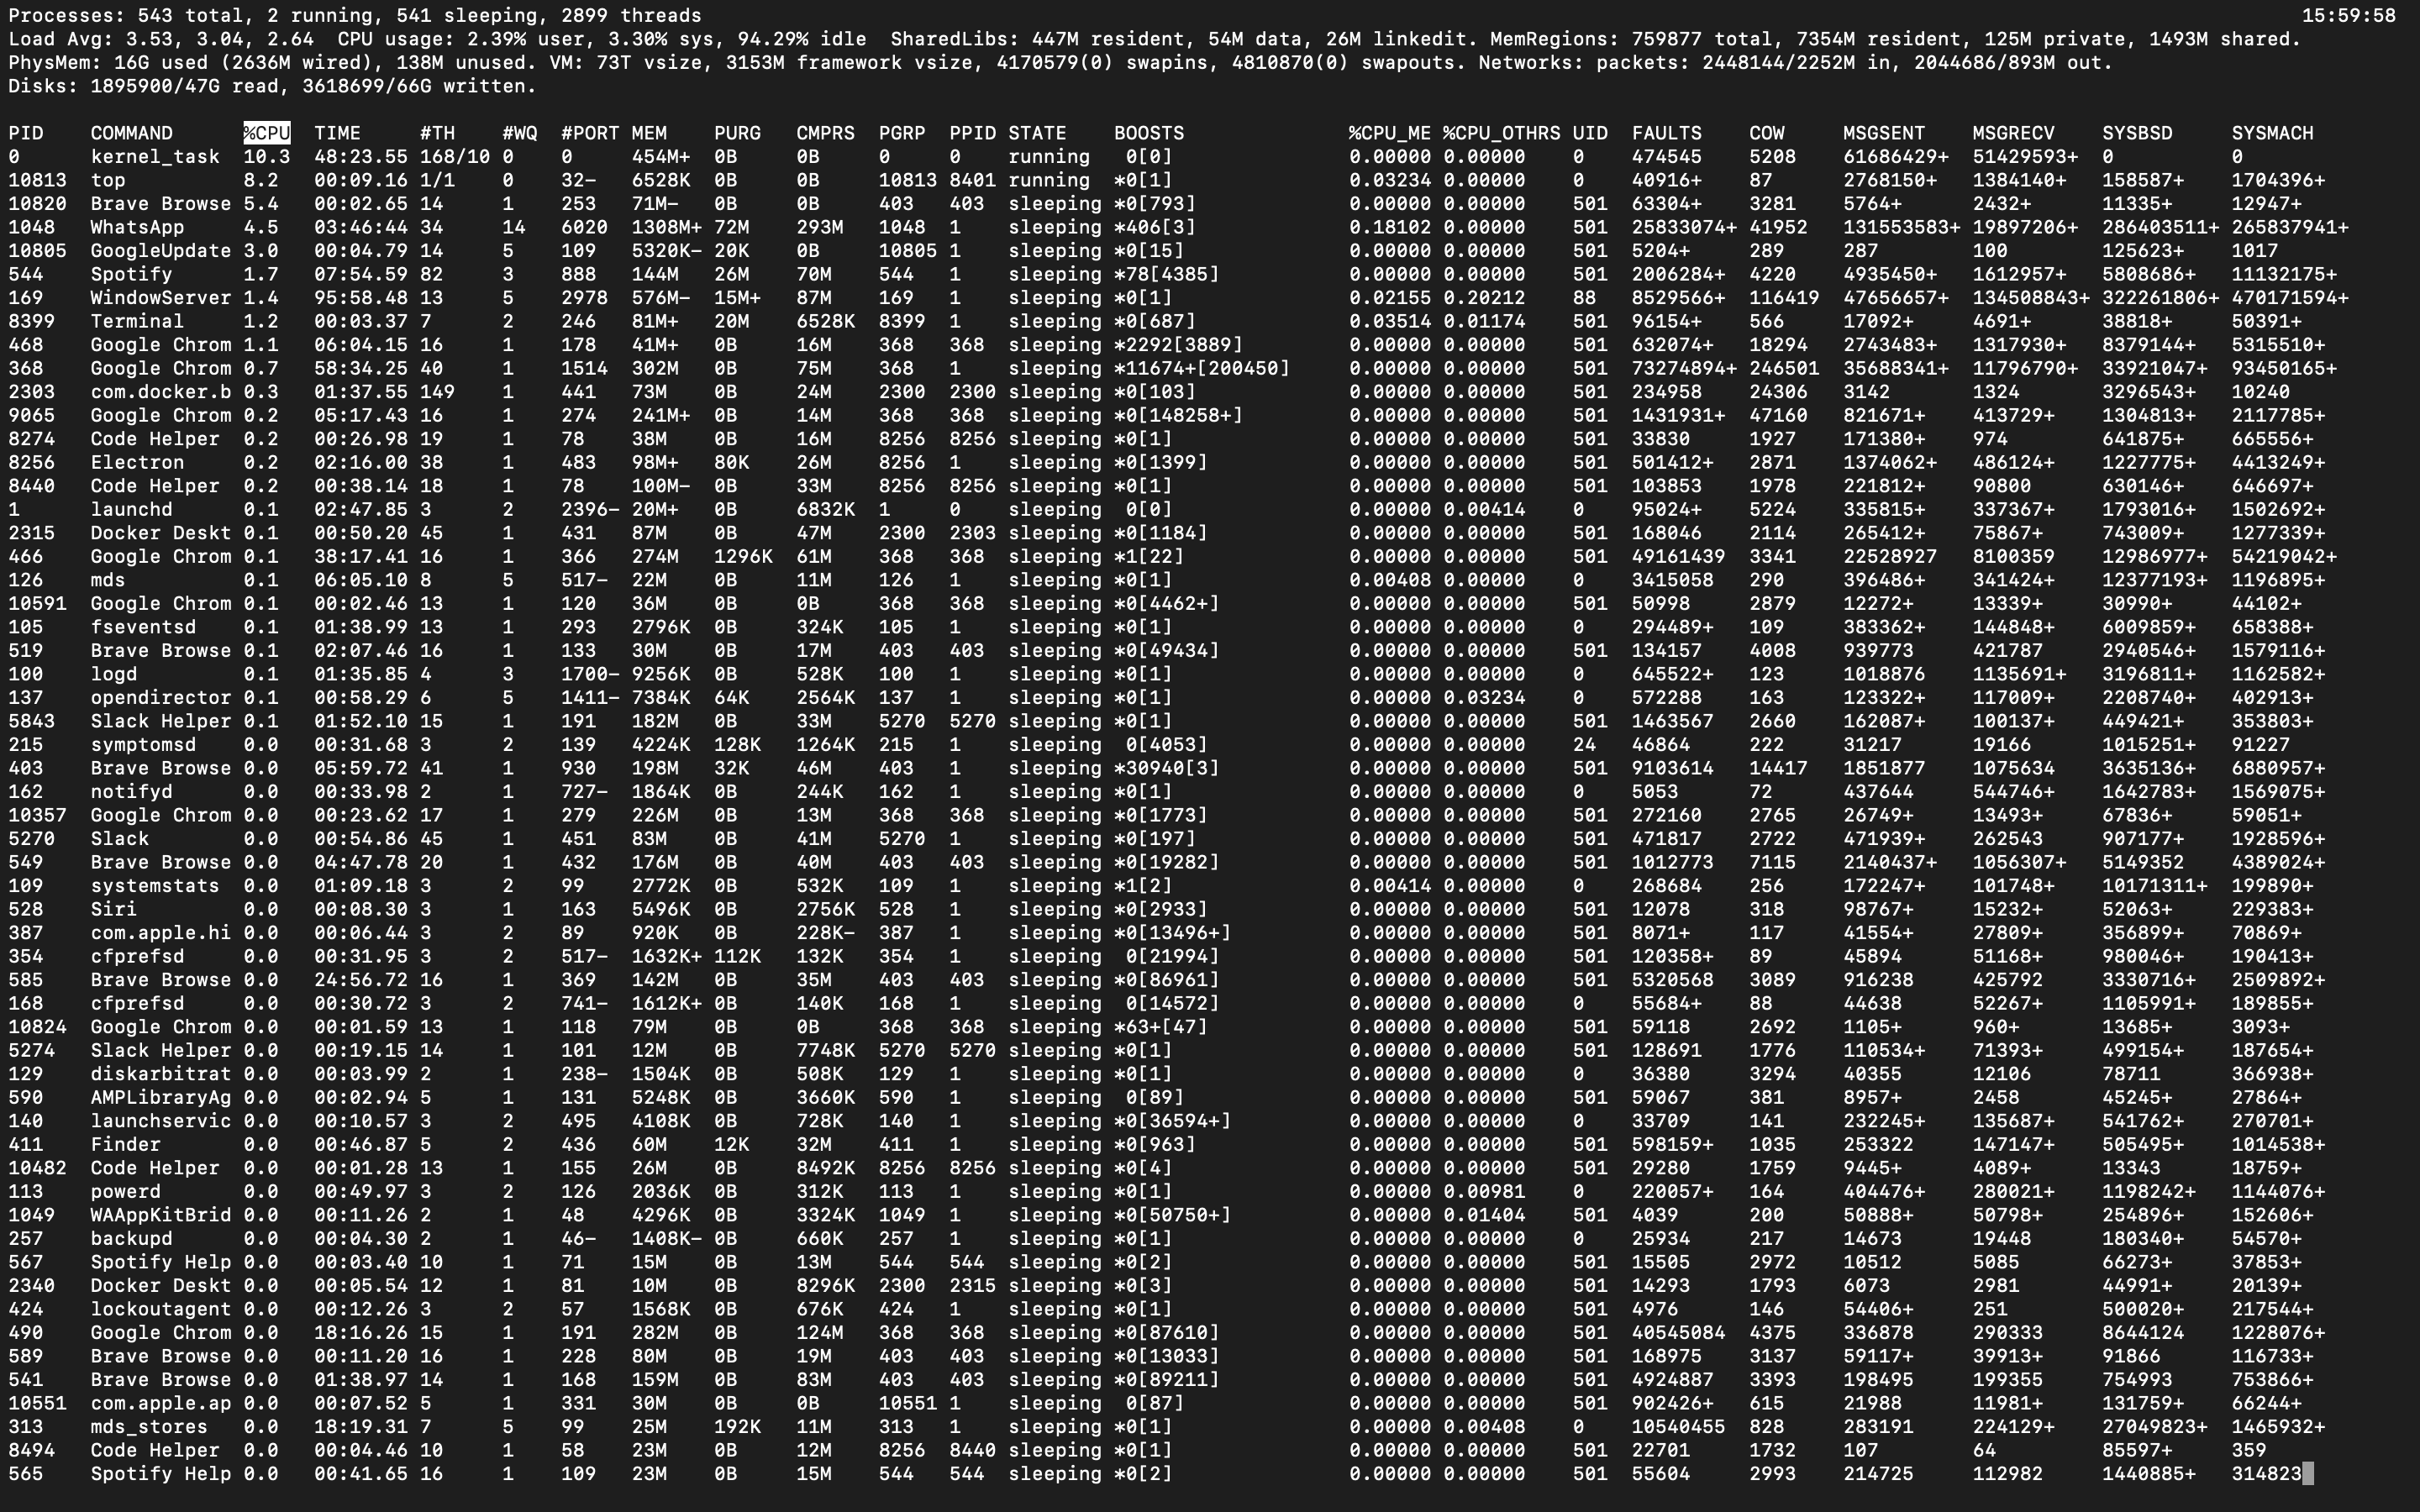 Processes: 543 total, 2 running, 541 sleeping, 2899 threads 15:59:58
Load Avg: 3.53, 3.04, 2.64  CPU usage: 2.39% user, 3.30% sys, 94.29% idle  SharedLibs: 447M resident, 54M data, 26M linkedit. MemRegions: 759877 total, 7354M resident, 125M private, 1493M shared.
PhysMem: 16G used (2636M wired), 138M unused. VM: 73T vsize, 3153M framework vsize, 4170579(0) swapins, 4810870(0) swapouts. Networks: packets: 2448144/2252M in, 2044686/893M out.
Disks: 1895900/47G read, 3618699/66G written.
PID COMMAND %CPU TIME #TH #WQ #PORT MEM PURG CMPRS PGRP PPID STATE BOOSTS %CPU_ME %CPU_OTHRS UID FAULTS COW MSGSENT MSGRECV SYSBSD SYSMACH
0 kernel_task 10.3 48:23.55 168/10 0 0 454M+ 0B 0B 0 0 running 0[0] 0.00000 0.00000 0 474545 5208 61686429+ 51429593+ 0 0
10813 top 8.2 00:09.16 1/1 0 32- 6528K 0B 0B 10813 8401 running *0[1] 0.03234 0.00000 0 40916+ 87 2768150+ 1384140+ 158587+ 1704396+
10820 Brave Browse 5.4 00:02.65 14 1 253 71M- 0B 0B 403 403 sleeping *0[793] 0.00000 0.00000 501 63304+ 3281 5764+ 2432+ 11335+ 12947+
1048 WhatsApp 4.5 03:46:44 34 14 6020 1308M+ 72M 293M 1048 1 sleeping *406[3] 0.18102 0.00000 501 25833074+ 41952 131553583+ 19897206+ 286403511+ 265837941+
10805 GoogleUpdate 3.0 00:04.79 14 5 109 5320K- 20K 0B 10805 1 sleeping *0[15] 0.00000 0.00000 501 5204+ 289 287 100 125623+ 1017
544 Spotify 1.7 07:54.59 82 3 888 144M 26M 70M 544 1 sleeping *78[4385] 0.00000 0.00000 501 2006284+ 4220 4935450+ 1612957+ 5808686+ 11132175+
169 WindowServer 1.4 95:58.48 13 5 2978 576M- 15M+ 87M 169 1 sleeping *0[1] 0.02155 0.20212 88 8529566+ 116419 47656657+ 134508843+ 322261806+ 470171594+
8399 Terminal 1.2 00:03.37 7 2 246 81M+ 20M 6528K 8399 1 sleeping *0[687] 0.03514 0.01174 501 96154+ 566 17092+ 4691+ 38818+ 50391+
468 Google Chrom 1.1 06:04.15 16 1 178 41M+ 0B 16M 368 368 sleeping *2292[3889] 0.00000 0.00000 501 632074+ 18294 2743483+ 1317930+ 8379144+ 5315510+
368 Google Chrom 0.7 58:34.25 40 1 1514 302M 0B 75M 368 1 sleeping *11674+[200450] 0.00000 0.00000 501 73274894+ 246501 35688341+ 11796790+ 33921047+ 93450165+
2303 com.docker.b 0.3 01:37.55 149 1 441 73M 0B 24M 2300 2300 sleeping *0[103] 0.00000 0.00000 501 234958 24306 3142 1324 3296543+ 10240
9065 Google Chrom 0.2 05:17.43 16 1 274 241M+ 0B 14M 368 368 sleeping *0[148258+] 0.00000 0.00000 501 1431931+ 47160 821671+ 413729+ 1304813+ 2117785+
8274 Code Helper 0.2 00:26.98 19 1 78 38M 0B 16M 8256 8256 sleeping *0[1] 0.00000 0.00000 501 33830 1927 171380+ 974 641875+ 665556+
8256 Electron 0.2 02:16.00 38 1 483 98M+ 80K 26M 8256 1 sleeping *0[1399] 0.00000 0.00000 501 501412+ 2871 1374062+ 486124+ 1227775+ 4413249+
8440 Code Helper 0.2 00:38.14 18 1 78 100M- 0B 33M 8256 8256 sleeping *0[1] 0.00000 0.00000 501 103853 1978 221812+ 90800 630146+ 646697+
1 launchd 0.1 02:47.85 3 2 2396- 20M+ 0B 6832K 1 0 sleeping 0[0] 0.00000 0.00414 0 95024+ 5224 335815+ 337367+ 1793016+ 1502692+
2315 Docker Deskt 0.1 00:50.20 45 1 431 87M 0B 47M 2300 2303 sleeping *0[1184] 0.00000 0.00000 501 168046 2114 265412+ 75867+ 743009+ 1277339+
466 Google Chrom 0.1 38:17.41 16 1 366 274M 1296K 61M 368 368 sleeping *1[22] 0.00000 0.00000 501 49161439 3341 22528927 8100359 12986977+ 54219042+
126 mds 0.1 06:05.10 8 5 517- 22M 0B 11M 126 1 sleeping *0[1] 0.00408 0.00000 0 3415058 290 396486+ 341424+ 12377193+ 1196895+
10591 Google Chrom 0.1 00:02.46 13 1 120 36M 0B 0B 368 368 sleeping *0[4462+] 0.00000 0.00000 501 50998 2879 12272+ 13339+ 30990+ 44102+
105 fseventsd 0.1 01:38.99 13 1 293 2796K 0B 324K 105 1 sleeping *0[1] 0.00000 0.00000 0 294489+ 109 383362+ 144848+ 6009859+ 658388+
519 Brave Browse 0.1 02:07.46 16 1 133 30M 0B 17M 403 403 sleeping *0[49434] 0.00000 0.00000 501 134157 4008 939773 421787 2940546+ 1579116+
100 logd 0.1 01:35.85 4 3 1700- 9256K 0B 528K 100 1 sleeping *0[1] 0.00000 0.00000 0 645522+ 123 1018876 1135691+ 3196811+ 1162582+
137 opendirector 0.1 00:58.29 6 5 1411- 7384K 64K 2564K 137 1 sleeping *0[1] 0.00000 0.03234 0 572288 163 123322+ 117009+ 2208740+ 402913+
5843 Slack Helper 0.1 01:52.10 15 1 191 182M 0B 33M 5270 5270 sleeping *0[1] 0.00000 0.00000 501 1463567 2660 162087+ 100137+ 449421+ 353803+
215 symptomsd 0.0 00:31.68 3 2 139 4224K 128K 1264K 215 1 sleeping 0[4053] 0.00000 0.00000 24 46864 222 31217 19166 1015251+ 91227
403 Brave Browse 0.0 05:59.72 41 1 930 198M 32K 46M 403 1 sleeping *30940[3] 0.00000 0.00000 501 9103614 14417 1851877 1075634 3635136+ 6880957+
162 notifyd 0.0 00:33.98 2 1 727- 1864K 0B 244K 162 1 sleeping *0[1] 0.00000 0.00000 0 5053 72 437644 544746+ 1642783+ 1569075+
10357 Google Chrom 0.0 00:23.62 17 1 279 226M 0B 13M 368 368 sleeping *0[1773] 0.00000 0.00000 501 272160 2765 26749+ 13493+ 67836+ 59051+
5270 Slack 0.0 00:54.86 45 1 451 83M 0B 41M 5270 1 sleeping *0[197] 0.00000 0.00000 501 471817 2722 471939+ 262543 907177+ 1928596+
549 Brave Browse 0.0 04:47.78 20 1 432 176M 0B 40M 403 403 sleeping *0[19282] 0.00000 0.00000 501 1012773 7115 2140437+ 1056307+ 5149352 4389024+
109 systemstats 0.0 01:09.18 3 2 99 2772K 0B 532K 109 1 sleeping *1[2] 0.00414 0.00000 0 268684 256 172247+ 101748+ 10171311+ 199890+
528 Siri 0.0 00:08.30 3 1 163 5496K 0B 2756K 528 1 sleeping *0[2933] 0.00000 0.00000 501 12078 318 98767+ 15232+ 52063+ 229383+
387 com.apple.hi 0.0 00:06.44 3 2 89 920K 0B 228K- 387 1 sleeping *0[13496+] 0.00000 0.00000 501 8071+ 117 41554+ 27809+ 356899+ 70869+
354 cfprefsd 0.0 00:31.95 3 2 517- 1632K+ 112K 132K 354 1 sleeping 0[21994] 0.00000 0.00000 501 120358+ 89 45894 51168+ 980046+ 190413+
585 Brave Browse 0.0 24:56.72 16 1 369 142M 0B 35M 403 403 sleeping *0[86961] 0.00000 0.00000 501 5320568 3089 916238 425792 3330716+ 2509892+
168 cfprefsd 0.0 00:30.72 3 2 741- 1612K+ 0B 140K 168 1 sleeping 0[14572] 0.00000 0.00000 0 55684+ 88 44638 52267+ 1105991+ 189855+
10824 Google Chrom 0.0 00:01.59 13 1 118 79M 0B 0B 368 368 sleeping *63+[47] 0.00000 0.00000 501 59118 2692 1105+ 960+ 13685+ 3093+
5274 Slack Helper 0.0 00:19.15 14 1 101 12M 0B 7748K 5270 5270 sleeping *0[1] 0.00000 0.00000 501 128691 1776 110534+ 71393+ 499154+ 187654+
129 diskarbitrat 0.0 00:03.99 2 1 238- 1504K 0B 508K 129 1 sleeping *0[1] 0.00000 0.00000 0 36380 3294 40355 12106 78711 366938+
590 AMPLibraryAg 0.0 00:02.94 5 1 131 5248K 0B 3660K 590 1 sleeping 0[89] 0.00000 0.00000 501 59067 381 8957+ 2458 45245+ 27864+
140 launchservic 0.0 00:10.57 3 2 495 4108K 0B 728K 140 1 sleeping *0[36594+] 0.00000 0.00000 0 33709 141 232245+ 135687+ 541762+ 270701+
411 Finder 0.0 00:46.87 5 2 436 60M 12K 32M 411 1 sleeping *0[963] 0.00000 0.00000 501 598159+ 1035 253322 147147+ 505495+ 1014538+
10482 Code Helper 0.0 00:01.28 13 1 155 26M 0B 8492K 8256 8256 sleeping *0[4] 0.00000 0.00000 501 29280 1759 9445+ 4089+ 13343 18759+
113 powerd 0.0 00:49.97 3 2 126 2036K 0B 312K 113 1 sleeping *0[1] 0.00000 0.00981 0 220057+ 164 404476+ 280021+ 1198242+ 1144076+
1049 WAAppKitBrid 0.0 00:11.26 2 1 48 4296K 0B 3324K 1049 1 sleeping *0[50750+] 0.00000 0.01404 501 4039 200 50888+ 50798+ 254896+ 152606+
257 backupd 0.0 00:04.30 2 1 46- 1408K- 0B 660K 257 1 sleeping *0[1] 0.00000 0.00000 0 25934 217 14673 19448 180340+ 54570+
567 Spotify Help 0.0 00:03.40 10 1 71 15M 0B 13M 544 544 sleeping *0[2] 0.00000 0.00000 501 15505 2972 10512 5085 66273+ 37853+
2340 Docker Deskt 0.0 00:05.54 12 1 81 10M 0B 8296K 2300 2315 sleeping *0[3] 0.00000 0.00000 501 14293 1793 6073 2981 44991+ 20139+
424 lockoutagent 0.0 00:12.26 3 2 57 1568K 0B 676K 424 1 sleeping *0[1] 0.00000 0.00000 501 4976 146 54406+ 251 500020+ 217544+
490 Google Chrom 0.0 18:16.26 15 1 191 282M 0B 124M 368 368 sleeping *0[87610] 0.00000 0.00000 501 40545084 4375 336878 290333 8644124 1228076+
589 Brave Browse 0.0 00:11.20 16 1 228 80M 0B 19M 403 403 sleeping *0[13033] 0.00000 0.00000 501 168975 3137 59117+ 39913+ 91866 116733+
541 Brave Browse 0.0 01:38.97 14 1 168 159M 0B 83M 403 403 sleeping *0[89211] 0.00000 0.00000 501 4924887 3393 198495 199355 754993 753866+
10551 com.apple.ap 0.0 00:07.52 5 1 331 30M 0B 0B 10551 1 sleeping 0[87] 0.00000 0.00000 501 902426+ 615 21988 11981+ 131759+ 66244+
313 mds_stores 0.0 18:19.31 7 5 99 25M 192K 11M 313 1 sleeping *0[1] 0.00000 0.00408 0 10540455 828 283191 224129+ 27049823+ 1465932+
8494 Code Helper 0.0 00:04.46 10 1 58 23M 0B 12M 8256 8440 sleeping *0[1] 0.00000 0.00000 501 22701 1732 107 64 85597+ 359
565 Spotify Help 0.0 00:41.65 16 1 109 23M 0B 15M 544 544 sleeping *0[2] 0.00000 0.00000 501 55604 2993 214725 112982 1440885+ 314823